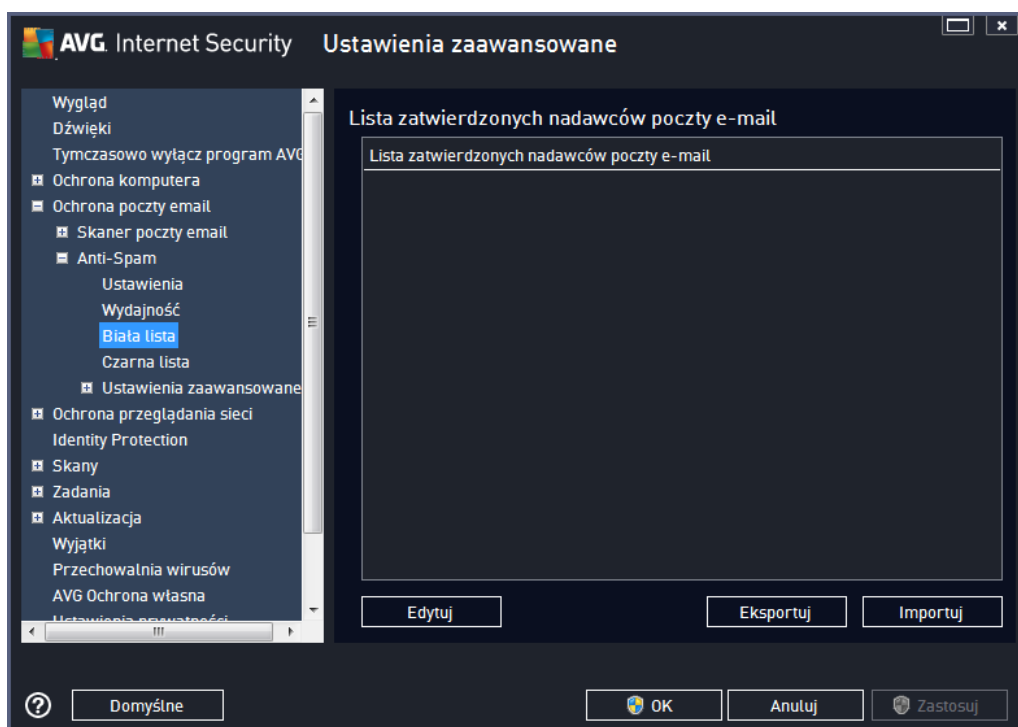 AVG. Internet Security Ustawienia zaawansowane
Wygląd
Dźwięki
Tymczasowo wyłącz program AVG
Ochrona komputera
Ochrona poczty email
Skaner poczty email
Anti-Spam
Ustawienia
Wydajność
Biała lista
Czarna lista
Ustawienia zaawansowane
Ochrona przeglądania sieci
Identity Protection
Skany
Zadania
Aktualizacja
Wyjątki
Przechowalnia wirusów
AVG Ochrona własna
Ustawienia prywatności
Lista zatwierdzonych nadawców poczty e-mail
Lista zatwierdzonych nadawców poczty e-mail
Edytuj Eksportuj Importuj
Domyślne OK Anuluj Zastosuj